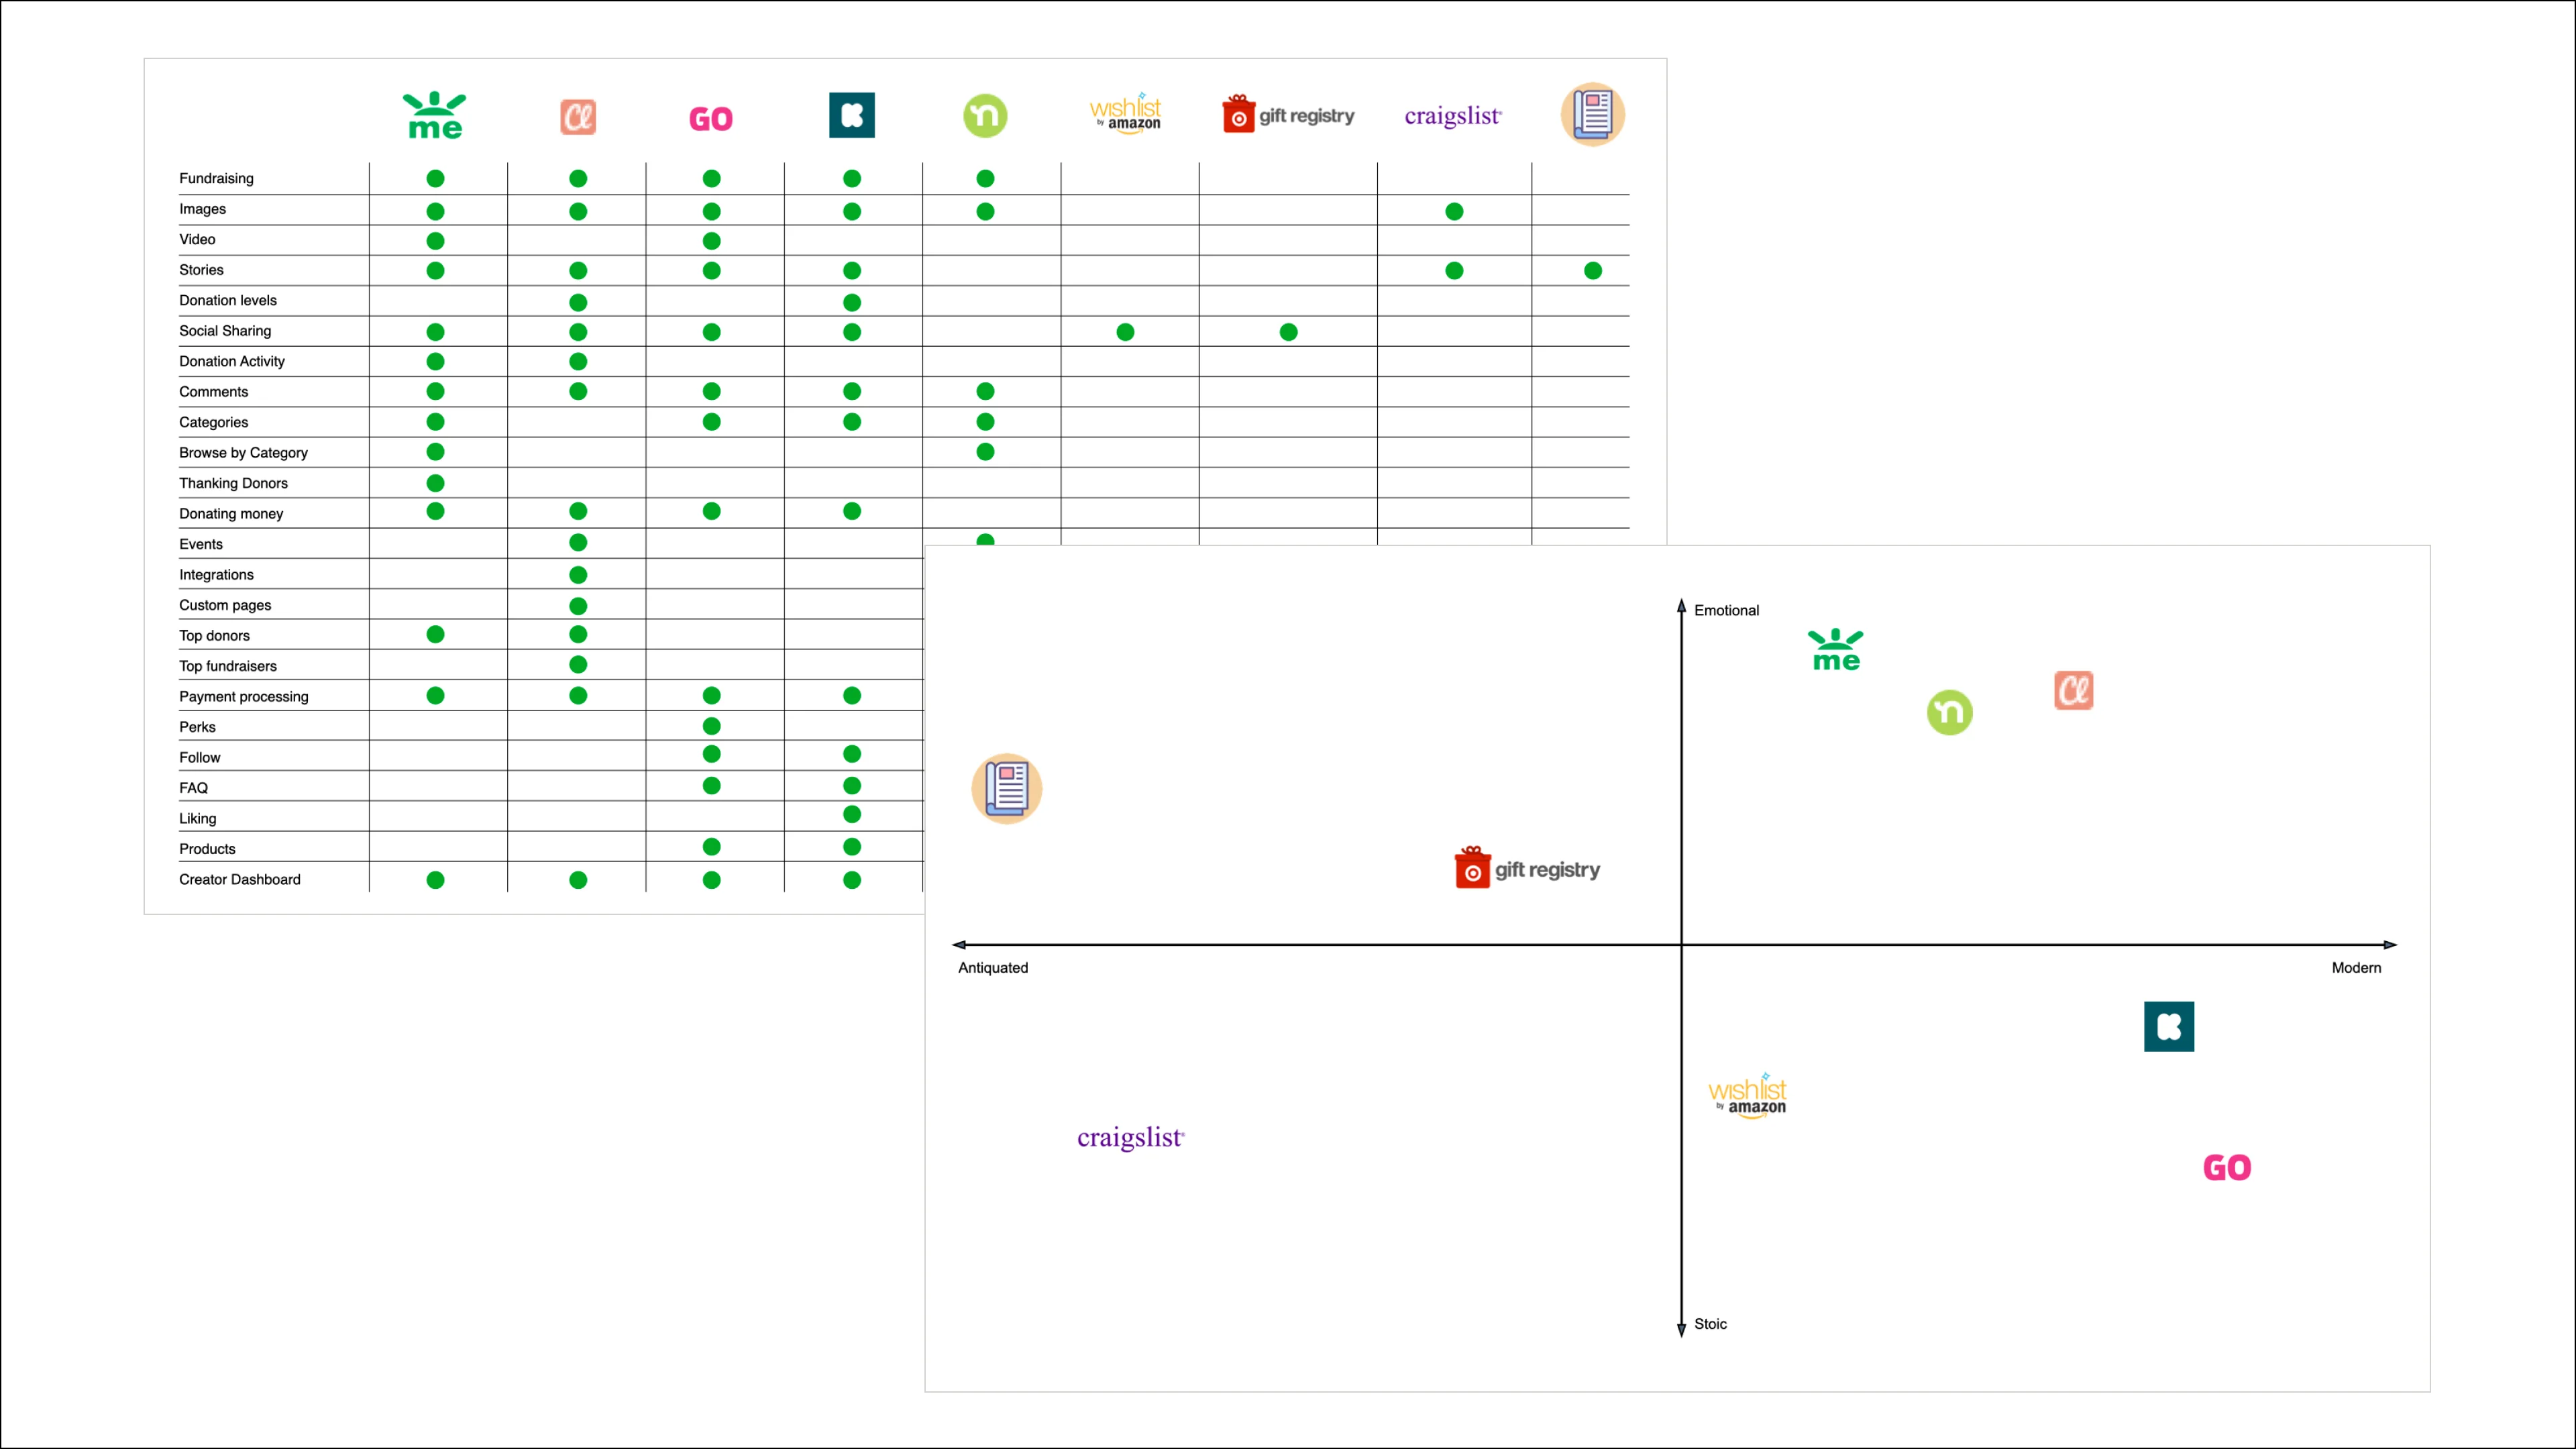 me
Cl
GO
K
n
wishlist
by amazon
gift registry
craigslist
Fundraising
Images
Video
Stories
Donation levels
Social Sharing
Donation Activity
Comments
Categories
Browse by Category
Thanking Donors
Donating money
Events
Integrations
Custom pages
Top donors
Top fundraisers
Payment processing
Perks
Follow
FAQ
Liking
Products
Creator Dashboard
Emotional
me
Cl
n
gift registry
Antiquated
Modern
K
wishlist
by amazon
craigslist
GO
Stoic